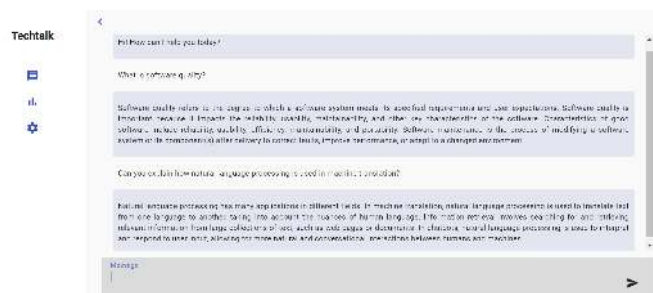 Techtalk
Hi! How can I help you today?
What is software quality?
Software quality refers to the degree to which a software system meets its specified requirements and user expectations. Software quality is
important because it impacts the reliability, usability, maintainability, and other key characteristics of the software. Characteristics of good
software include reliability, usability, efficiency, maintainability, and portability. Software maintenance is the process of modifying a software
system or its components after delivery to correct faults, improve performance, or adapt to a changed environment
Can you explain how natural language processing is used in machine translation?
Natural language processing has many applications in different fields. In machine translation, natural language processing is used to translate text
from one language to another, taking into account the nuances of human language. Information retrieval involves searching for and retrieving
relevant information from large collections of text, such as web pages or documents. In chatbots, natural language processing is used to interpret
and respond to user input, allowing for more natural and conversational interactions between humans and machines.
Message